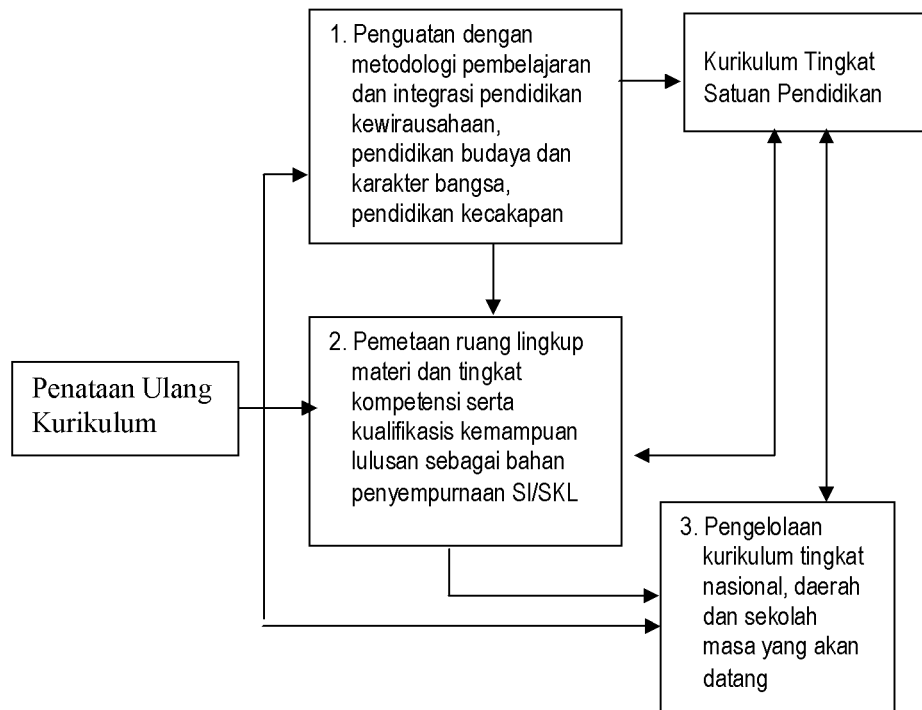 1. Penguatan dengan
metodologi pembelajaran
dan integrasi pendidikan
kewirausahaan,
pendidikan budaya dan
karakter bangsa,
pendidikan kecakapan
Kurikulum Tingkat
Satuan Pendidikan
2. Pemetaan ruang lingkup
materi dan tingkat
kompetensi serta
kualifikasis kemampuan
lulusan sebagai bahan
penyempurnaan SI/SKL
Penataan Ulang
Kurikulum
3. Pengelolaan
kurikulum tingkat
nasional, daerah
dan sekolah
masa yang akan
datang